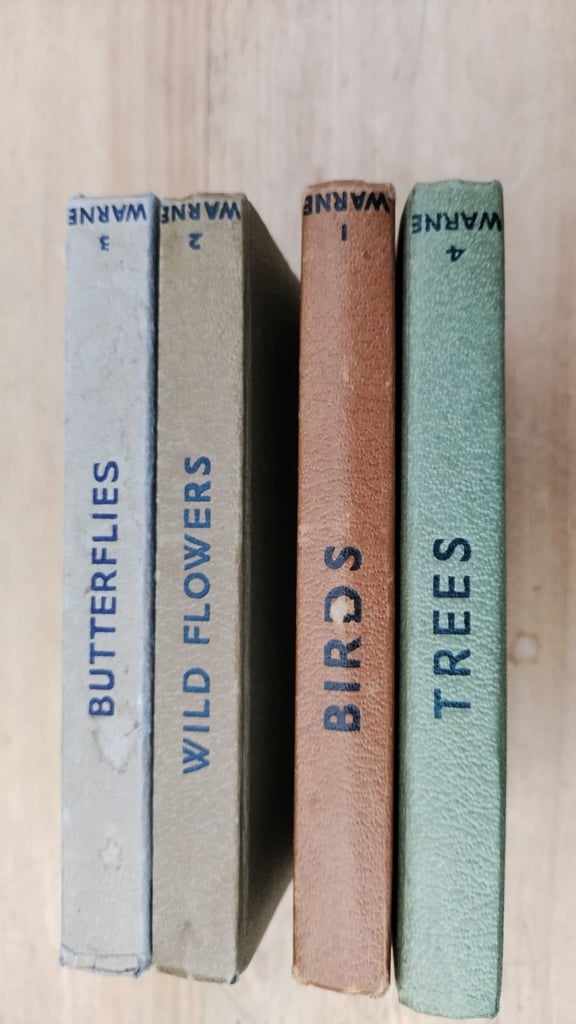 WARNE
3
BUTTERFLIES
WARNE
2
WILD FLOWERS
WARNE
1
BIRDS
WARNE
4
TREES